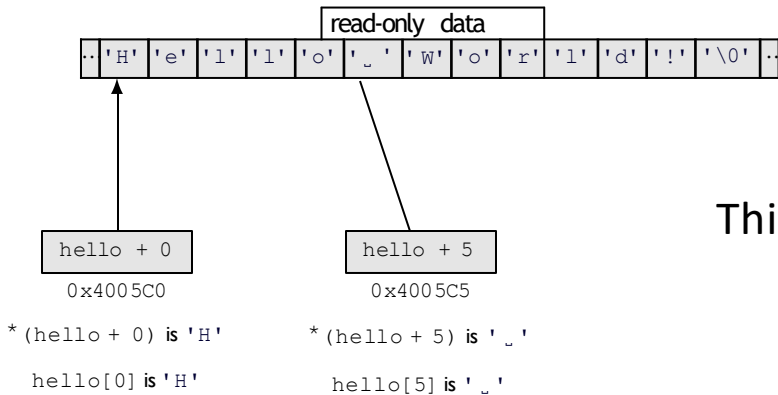 read-only data
... 'H' 'e' 'l' 'l' 'o' '␣' 'W' 'o' 'r' 'l' 'd' '!' '\0' ...
Thi
hello + 0 hello + 5
0x4005C0 0x4005C5
*(hello + 0) is 'H' *(hello + 5) is '␣'
hello[0] is 'H' hello[5] is '␣'